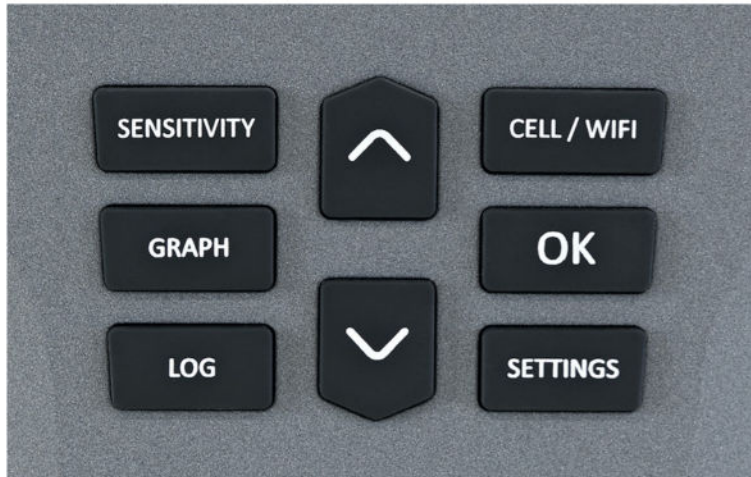 SENSITIVITY
CELL / WIFI
GRAPH
OK
LOG
SETTINGS